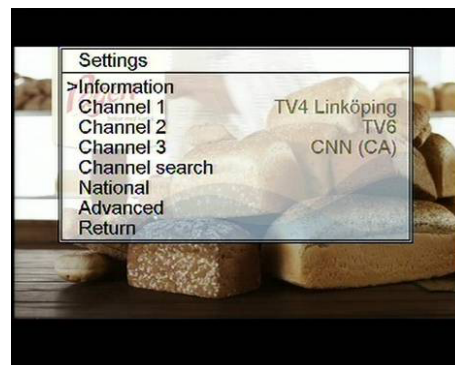 Settings
>Information
Channel 1 TV4 Linköping
Channel 2 TV6
Channel 3 CNN (CA)
Channel search
National
Advanced
Return